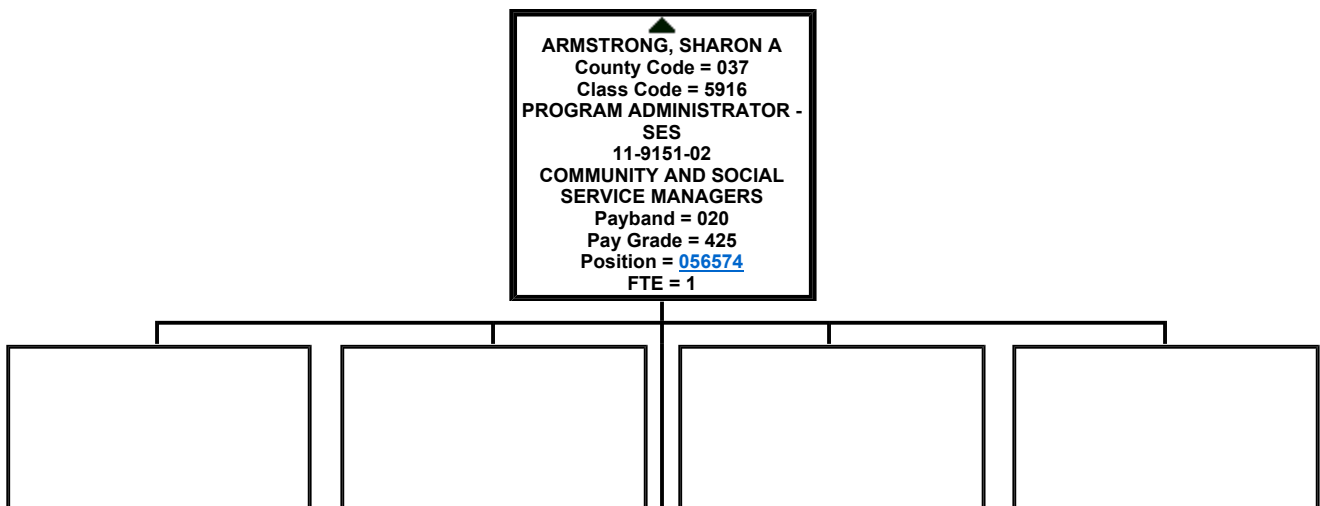 ARMSTRONG, SHARON A
County Code = 037
Class Code = 5916
PROGRAM ADMINISTRATOR -
SES
11-9151-02
COMMUNITY AND SOCIAL
SERVICE MANAGERS
Payband = 020
Pay Grade = 425
Position = 056574
FTE = 1